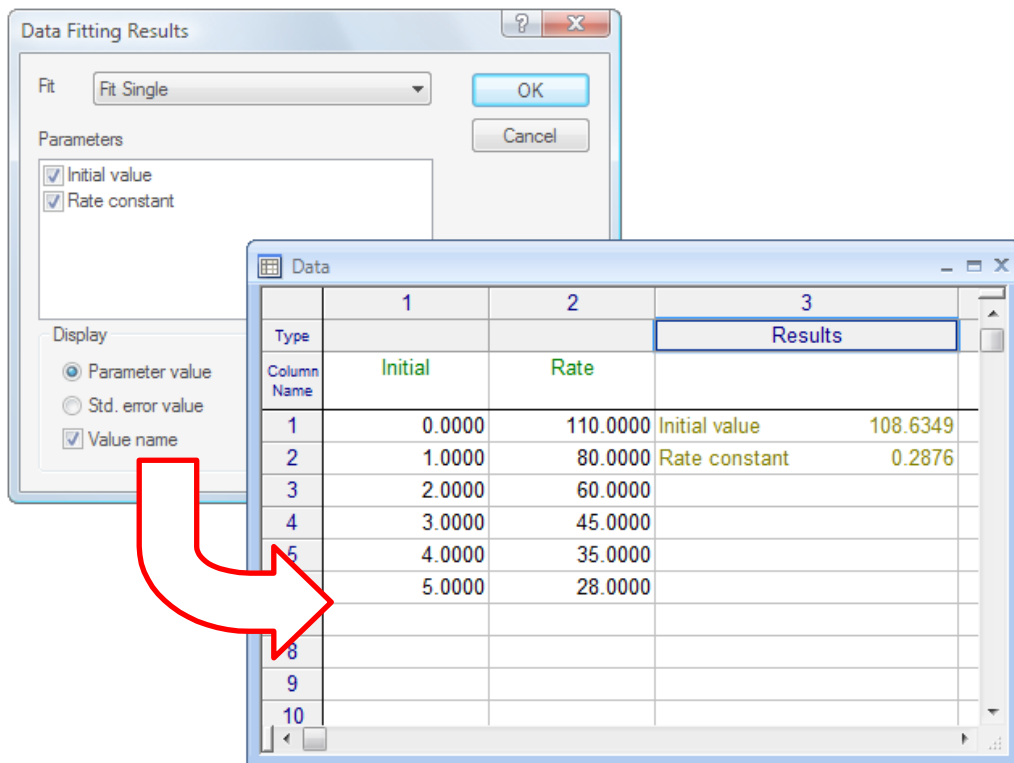 Data Fitting Results
Fit Fit Single OK
Cancel
Parameters
Initial value
Rate constant
Display
Parameter value
Std. error value
Value name
Data
1 2 3
Type Results
Column Name Initial Rate
1 0.0000 110.0000 Initial value 108.6349
2 1.0000 80.0000 Rate constant 0.2876
3 2.0000 60.0000
4 3.0000 45.0000
5 4.0000 35.0000
5.0000 28.0000
8
9
10